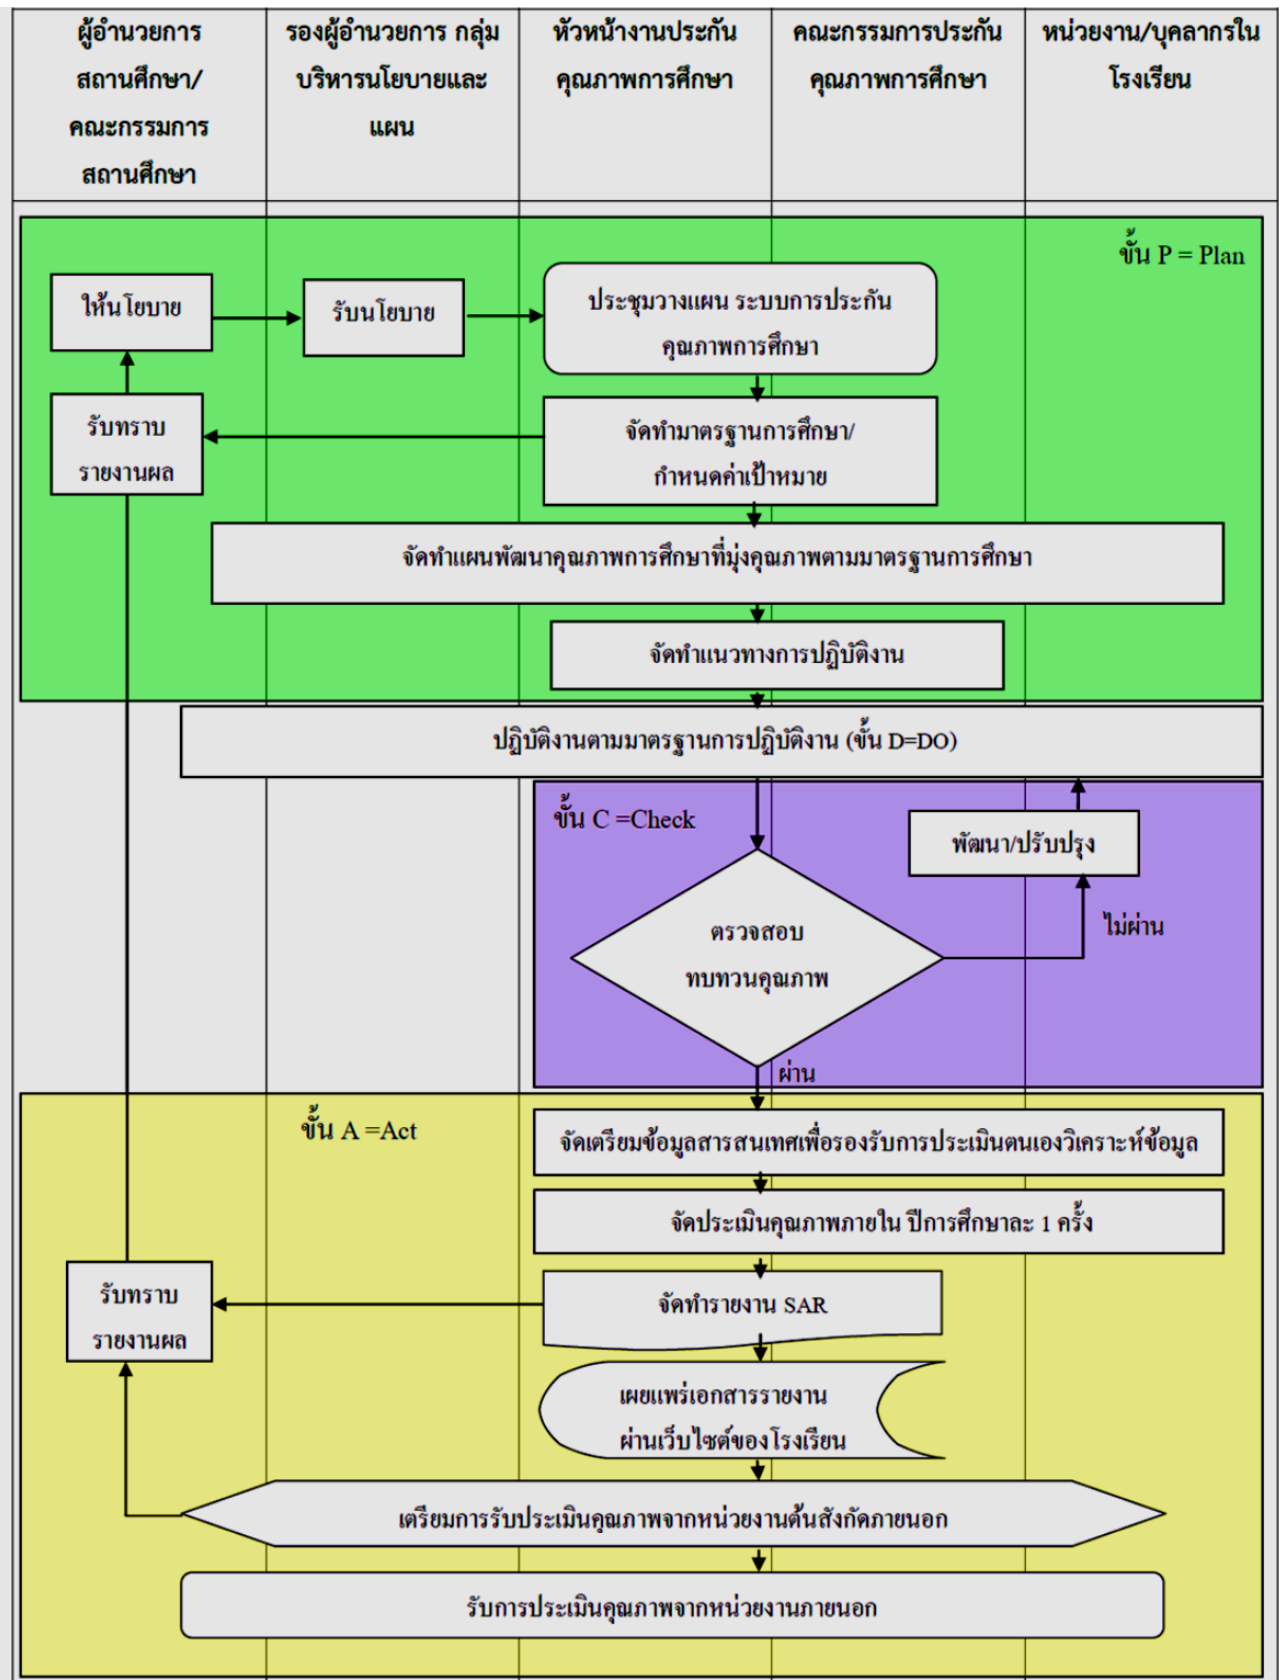 ผู้อำนวยการ
สถานศึกษา/
คณะกรรมการ
สถานศึกษา
รองผู้อำนวยการ กลุ่ม
บริหารนโยบายและ
แผน
หัวหน้างานประกัน
คุณภาพการศึกษา
คณะกรรมการประกัน
คุณภาพการศึกษา
หน่วยงาน/บุคลากรใน
โรงเรียน
ขั้น P = Plan
ให้นโยบาย
รับนโยบาย
ประชุมวางแผน ระบบการประกัน
คุณภาพการศึกษา
รับทราบ
รายงานผล
จัดทำมาตรฐานการศึกษา/
กำหนดค่าเป้าหมาย
จัดทำแผนพัฒนาคุณภาพการศึกษาที่มุ่งคุณภาพตามมาตรฐานการศึกษา
จัดทำแนวทางการปฏิบัติงาน
ปฏิบัติงานตามมาตรฐานการปฏิบัติงาน (ขั้น D=DO)
ขั้น C =Check
พัฒนา/ปรับปรุง
ไม่ผ่าน
ตรวจสอบ
ทบทวนคุณภาพ
ผ่าน
ขั้น A =Act
จัดเตรียมข้อมูลสารสนเทศเพื่อรองรับการประเมินตนเองวิเคราะห์ข้อมูล
จัดประเมินคุณภาพภายใน ปีการศึกษาละ 1 ครั้ง
รับทราบ
รายงานผล
จัดทำรายงาน SAR
เผยแพร่เอกสารรายงาน
ผ่านเว็บไซต์ของโรงเรียน
เตรียมการรับประเมินคุณภาพจากหน่วยงานต้นสังกัดภายนอก
รับการประเมินคุณภาพจากหน่วยงานภายนอก